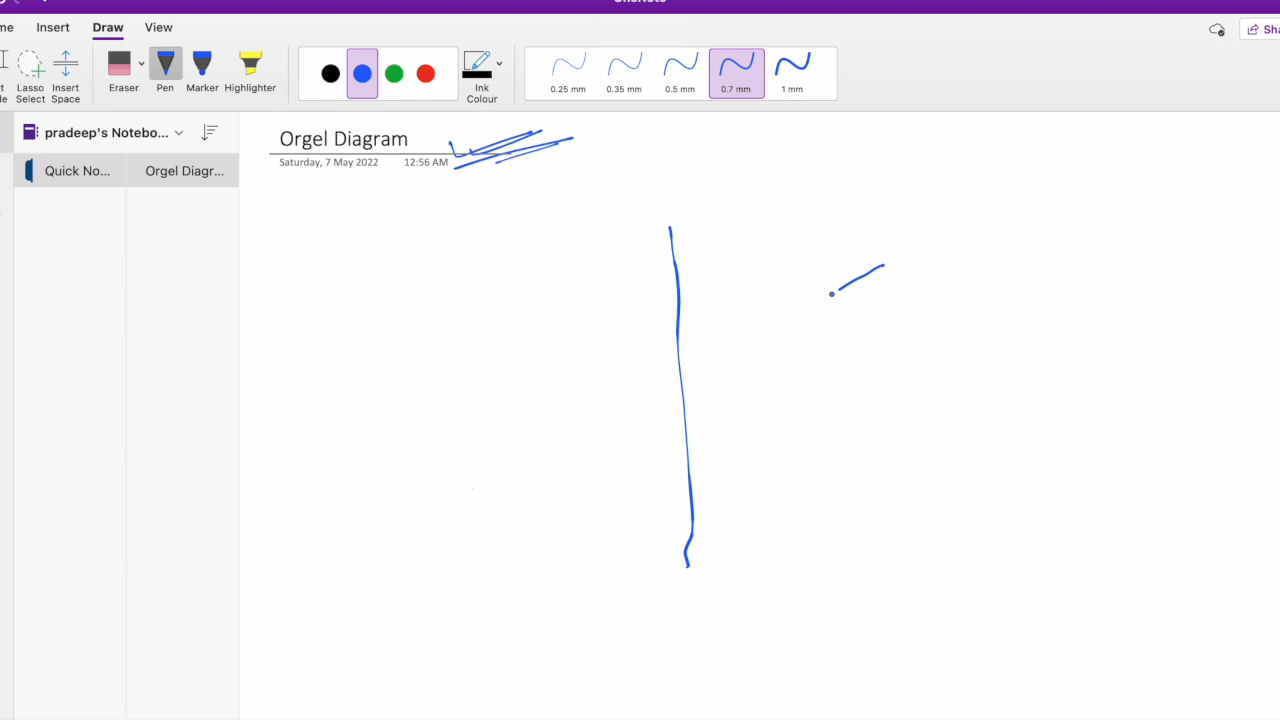 Insert Draw View
Eraser Pen Marker Highlighter
Lasso Select
Insert Space
Ink Colour
0.25 mm 0.35 mm 0.5 mm 0.7 mm 1 mm
pradeep's Notebo...
Orgel Diagram
Saturday, 7 May 2022 12:56 AM
Quick No... Orgel Diagr...